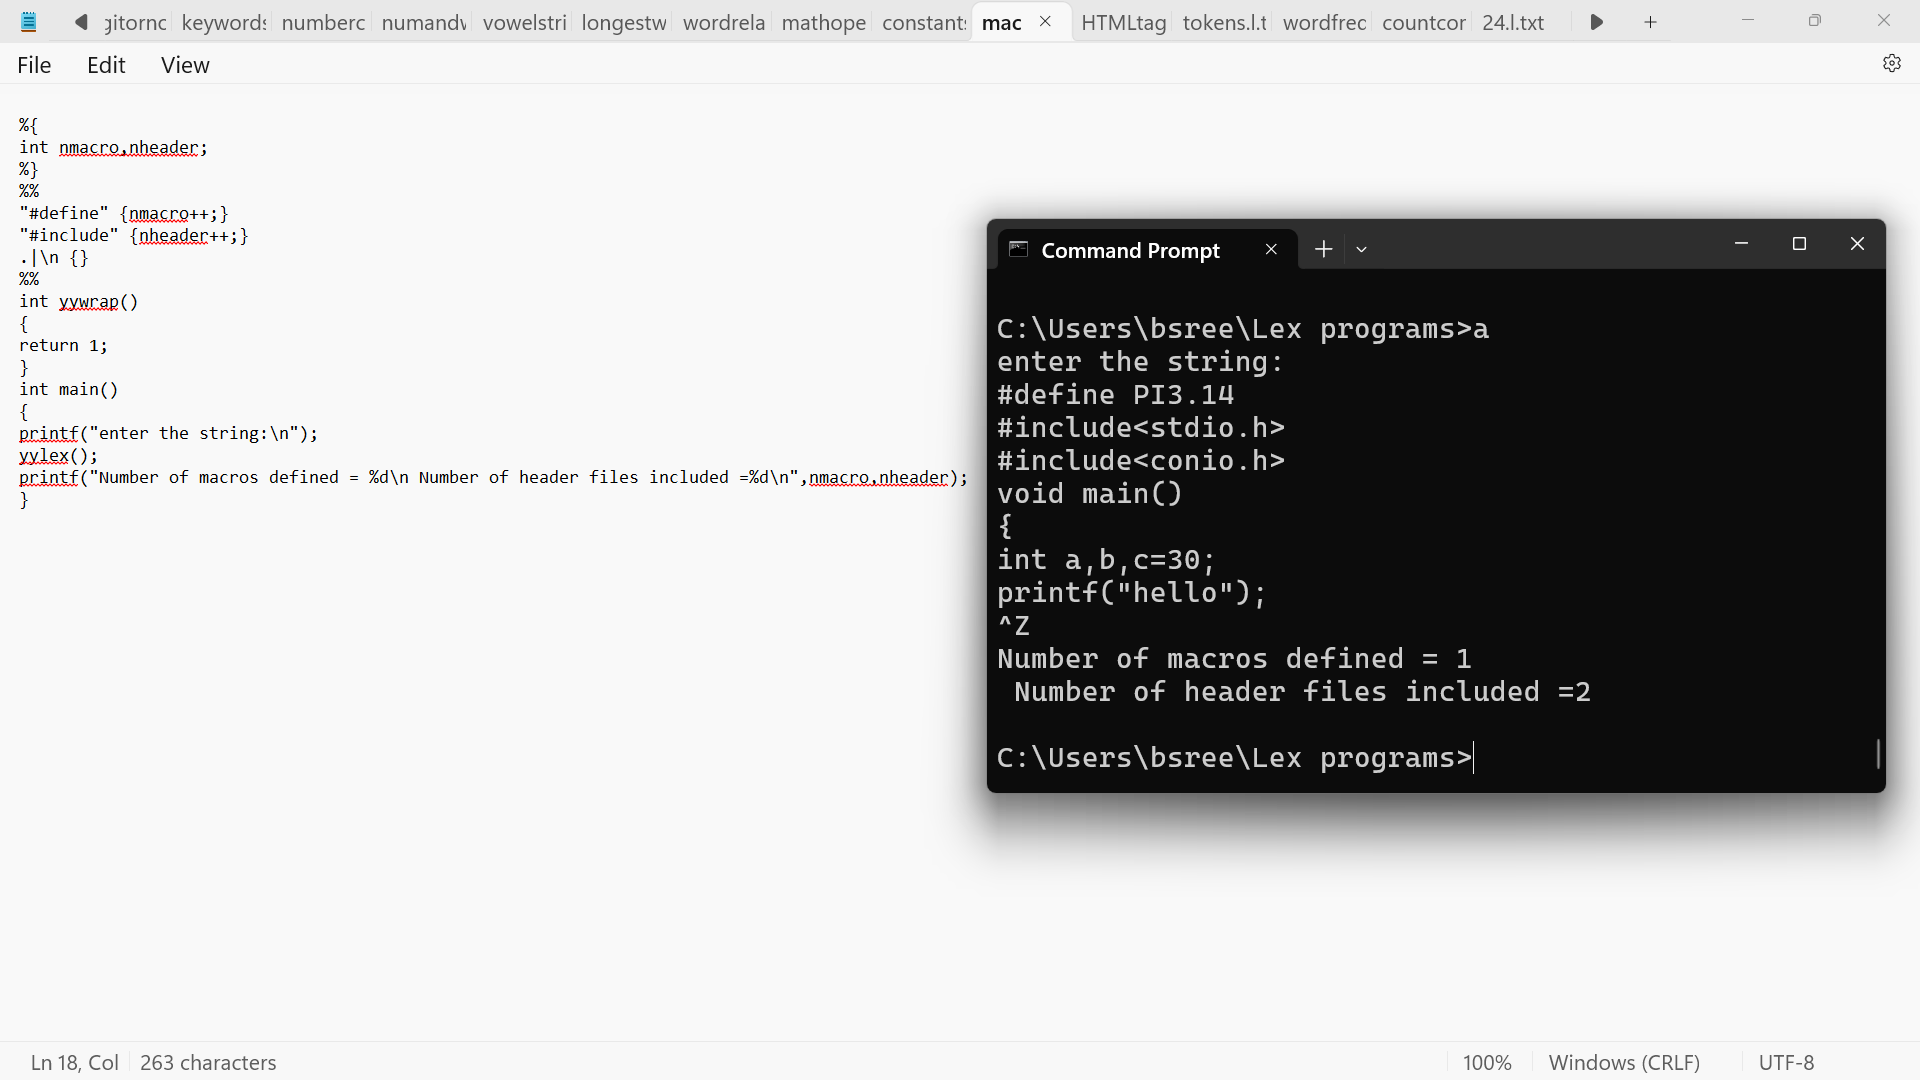 gitornc keywords numberc numandv vowelstri longestw wordrela mathope constants mac HTMLtag tokens.l.t wordfrec countcor 24.l.txt
File Edit View
%{
int nmacro,nheader;
%}
%%
"#define" {nmacro++;}
"#include" {nheader++;}
.|\n {}
%%
int yywrap()
{
return 1;
}
int main()
{
printf("enter the string:\n");
yylex();
printf("Number of macros defined = %d\n Number of header files included =%d\n",nmacro,nheader);
}
Command Prompt
C:\Users\bsree\Lex programs>a
enter the string:
#define PI3.14
#include<stdio.h>
#include<conio.h>
void main()
{
int a,b,c=30;
printf("hello");
^Z
Number of macros defined = 1
Number of header files included =2
C:\Users\bsree\Lex programs>
Ln 18, Col 263 characters 100% Windows (CRLF) UTF-8